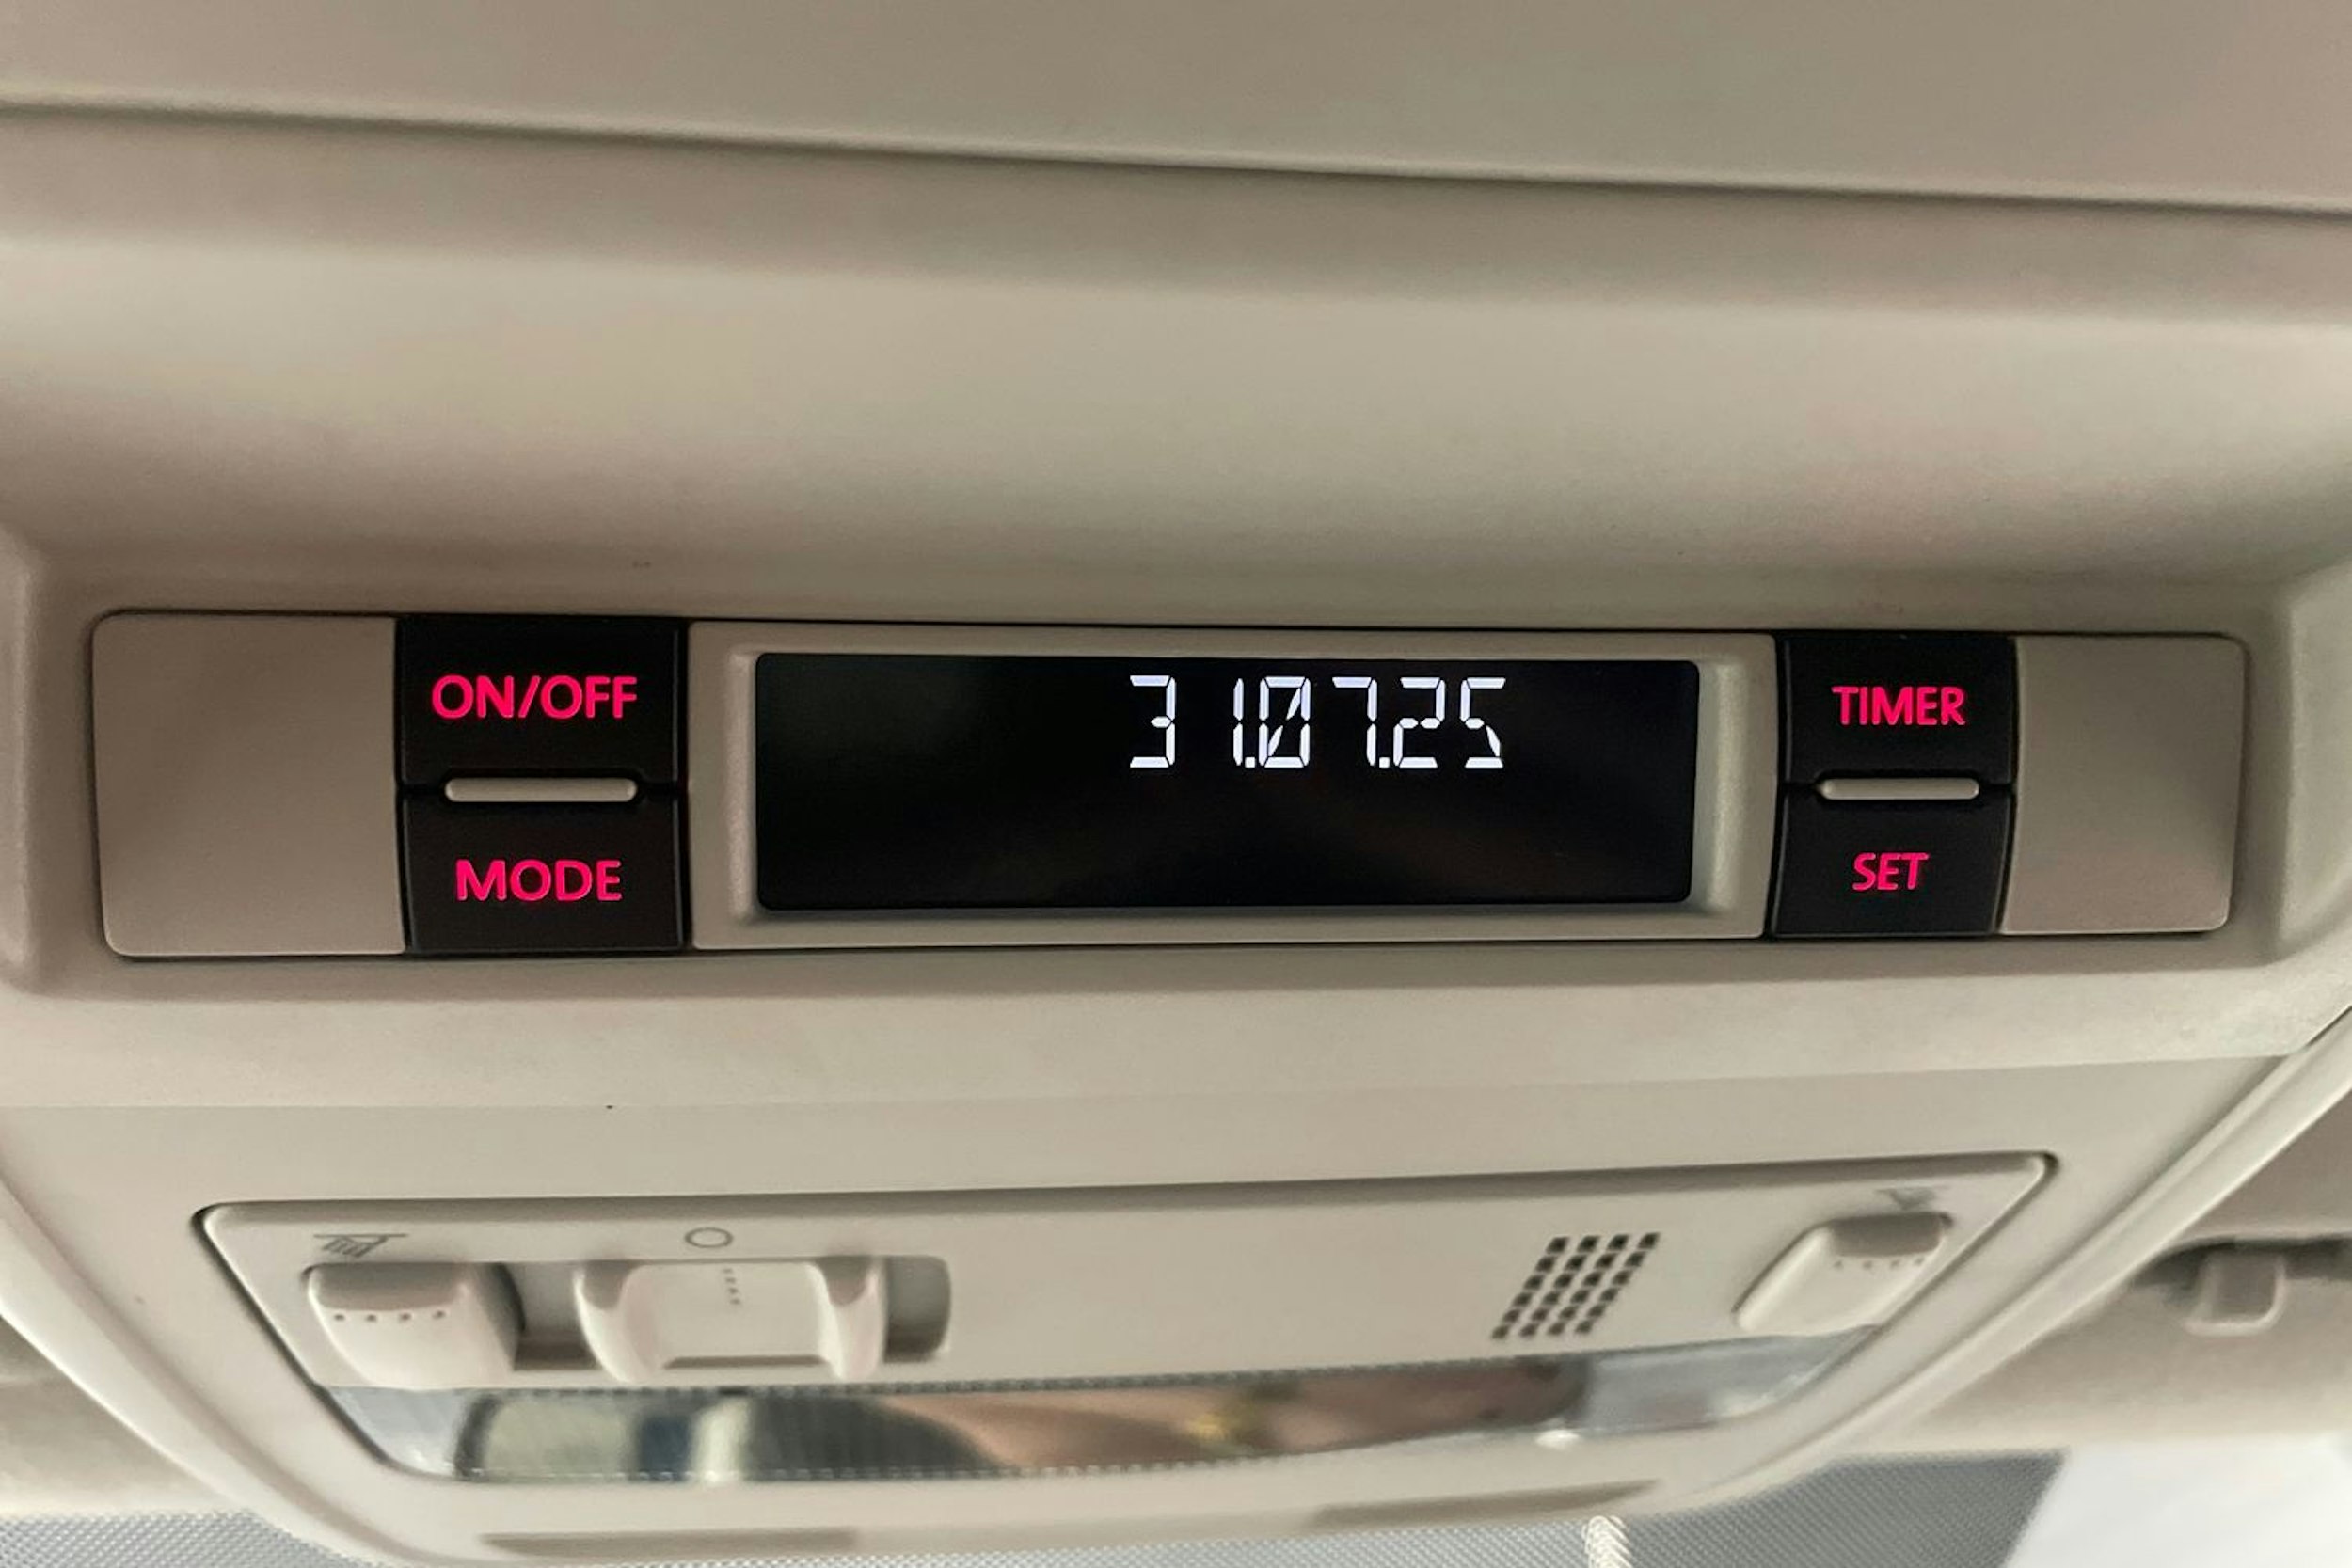 ON/OFF
31.07.25
TIMER
MODE
SET